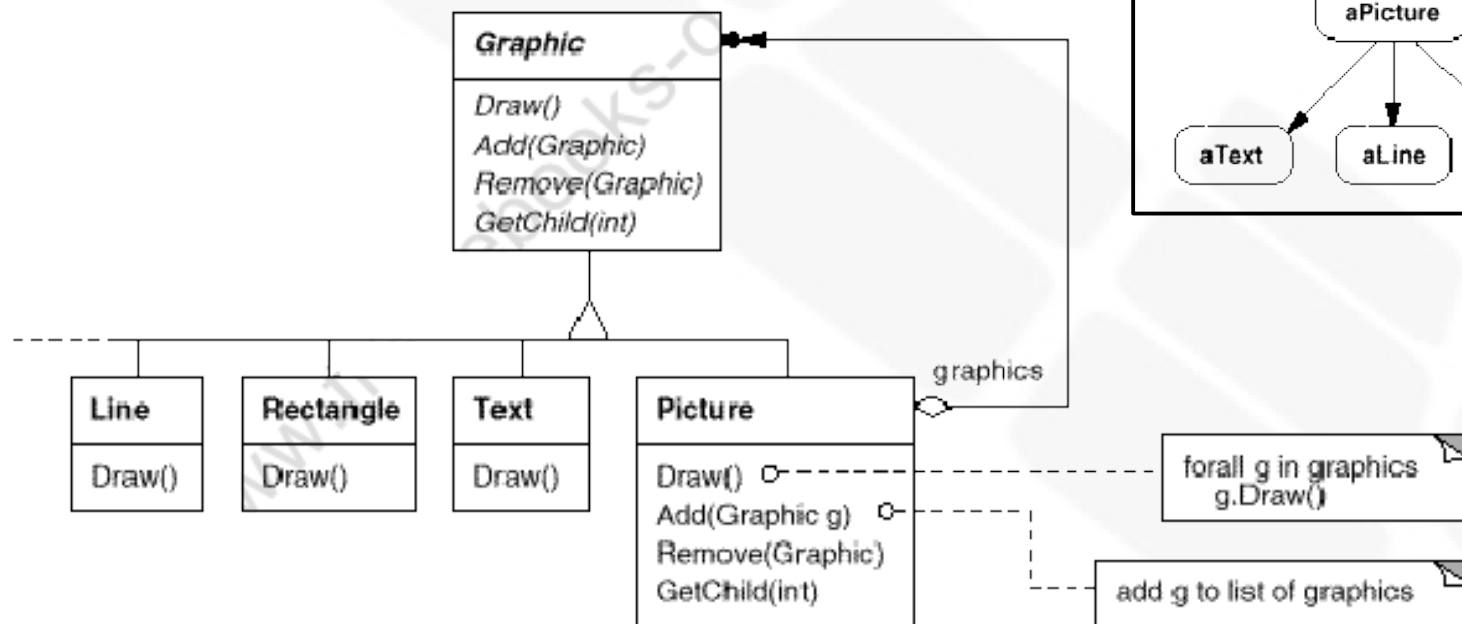 aPicture
aText
aLine
Graphic
Draw()
Add(Graphic)
Remove(Graphic)
GetChild(int)
graphics
Line
Draw()
Rectangle
Draw()
Text
Draw()
Picture
Draw()
Add(Graphic g)
Remove(Graphic)
GetChild(int)
forall g in graphics
g.Draw()
add g to list of graphics